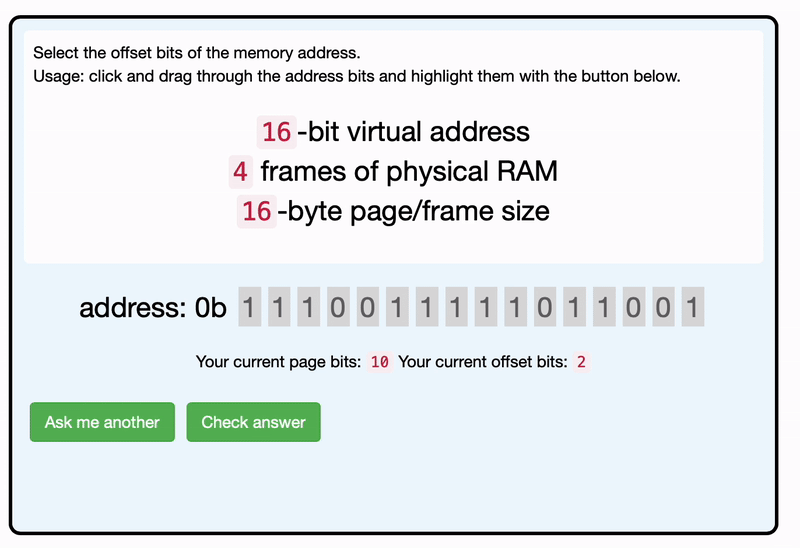 Select the offset bits of the memory address.
Usage: click and drag through the address bits and highlight them with the button below.
16-bit virtual address
4 frames of physical RAM
16-byte page/frame size
address: 0b 1 1 1 0 0 1 1 1 1 1 0 1 1 0 0 1
Your current page bits: 10 Your current offset bits: 2
Ask me another Check answer